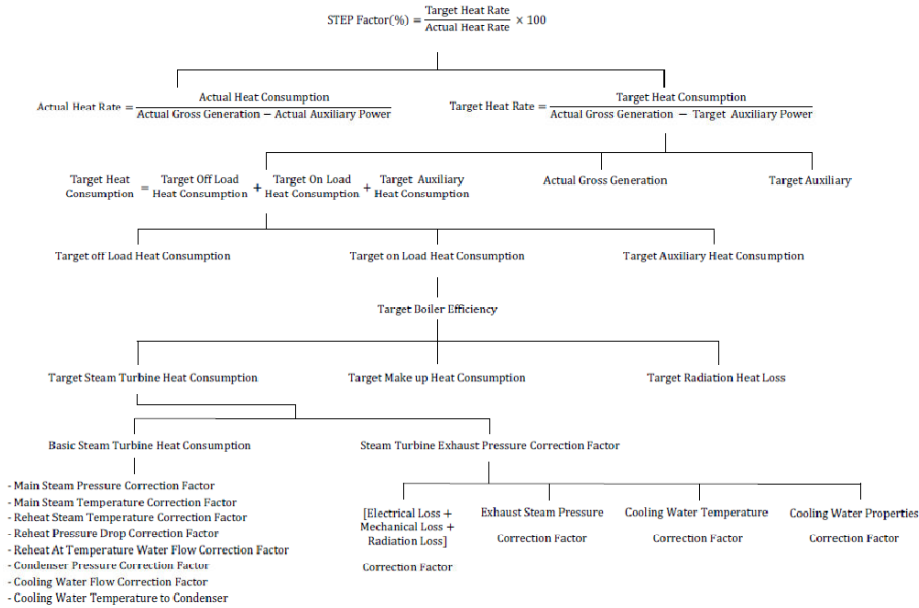 STEP Factor(%) = Target Heat Rate / Actual Heat Rate × 100
Actual Heat Rate = Actual Heat Consumption / Actual Gross Generation − Actual Auxiliary Power
Target Heat Rate = Target Heat Consumption / Actual Gross Generation − Target Auxiliary Power
Target Heat Consumption = Target Off Load Heat Consumption + Target On Load Heat Consumption + Target Auxiliary Heat Consumption
Actual Gross Generation
Target Auxiliary
Target off Load Heat Consumption
Target on Load Heat Consumption
Target Auxiliary Heat Consumption
Target Boiler Efficiency
Target Steam Turbine Heat Consumption
Target Make up Heat Consumption
Target Radiation Heat Loss
Basic Steam Turbine Heat Consumption
Steam Turbine Exhaust Pressure Correction Factor
- Main Steam Pressure Correction Factor
- Main Steam Temperature Correction Factor
- Reheat Steam Temperature Correction Factor
- Reheat Pressure Drop Correction Factor
- Reheat At Temperature Water Flow Correction Factor
- Condenser Pressure Correction Factor
- Cooling Water Flow Correction Factor
- Cooling Water Temperature to Condenser
[Electrical Loss +
Mechanical Loss +
Radiation Loss]
Correction Factor
Exhaust Steam Pressure
Correction Factor
Cooling Water Temperature
Correction Factor
Cooling Water Properties
Correction Factor